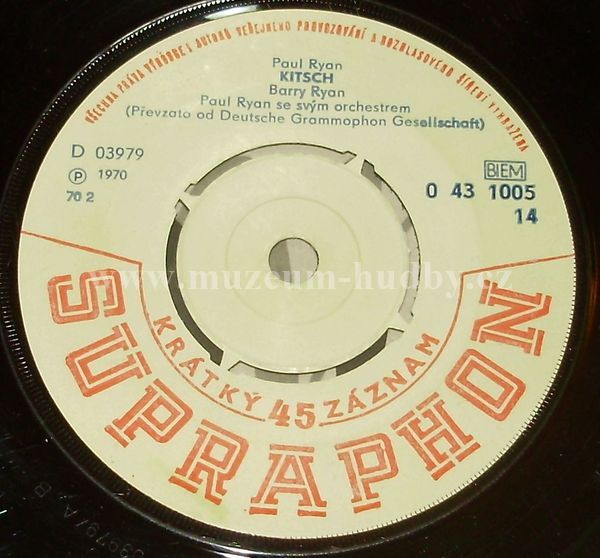 VŠECHNA PRÁVA VÝROBCE I AUTORA VEŘEJNÉHO PROVOZOVÁNÍ A ROZHLASOVÉHO ŠÍŘENÍ VYHRAZENA
Paul Ryan
KITSCH
Barry Ryan
Paul Ryan se svým orchestrem
(Převzato od Deutsche Grammophon Gesellschaft)
D 03979
BIEM
Ⓟ 1970
0 43 1005
70 2
14
www.muzeum-hudby.cz
KRÁTKÝ 45 ZÁZNAM
SUPRAPHON